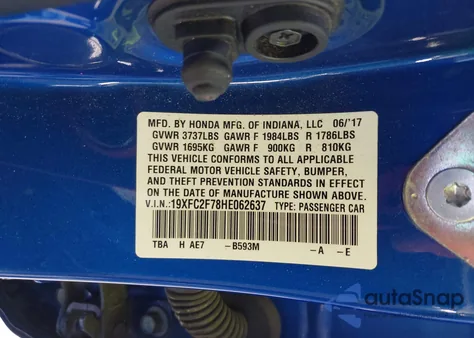 MFD. BY HONDA MFG. OF INDIANA, LLC 06/'17
GVWR 3737LBS GAWR F 1984LBS R 1786LBS
GVWR 1695KG GAWR F 900KG R 810KG
THIS VEHICLE CONFORMS TO ALL APPLICABLE
FEDERAL MOTOR VEHICLE SAFETY, BUMPER,
AND THEFT PREVENTION STANDARDS IN EFFECT
ON THE DATE OF MANUFACTURE SHOWN ABOVE.
V.I.N.:19XFC2F78HE062637 TYPE: PASSENGER CAR
TBA H AE7 -B593M -A -E
autoSnap